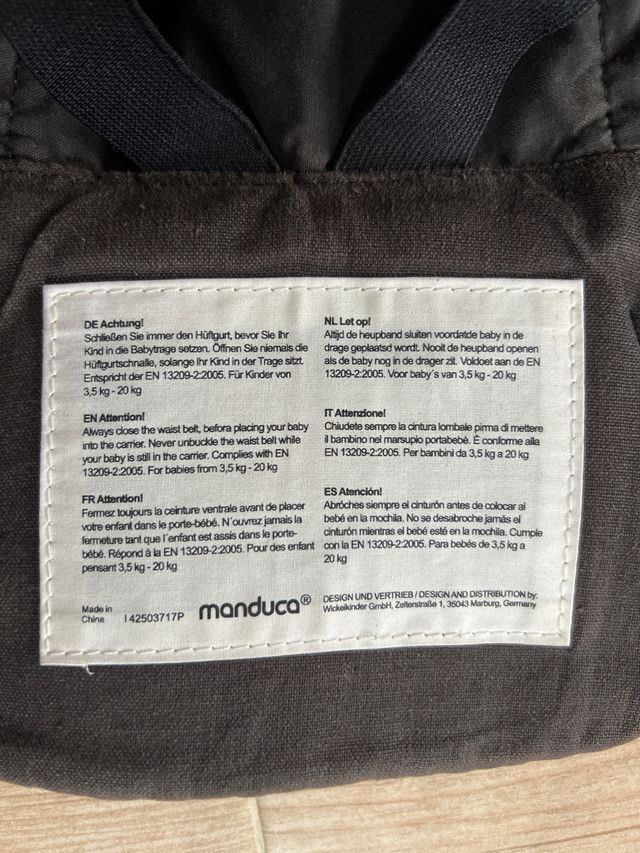 DE Achtung!
Schließen Sie immer den Hüftgurt, bevor Sie Ihr
Kind in die Babytrage setzen. Öffnen Sie niemals die
Hüftgurtschnalle, solange Ihr Kind in der Trage sitzt.
Entspricht der EN 13209-2:2005. Für Kinder von
3,5 kg - 20 kg
EN Attention!
Always close the waist belt, befora placing your baby
into the carrier. Never unbuckle the waist belt while
your baby is still in the carrier. Complies with EN
13209-2:2005. For babies from 3,5 kg - 20 kg
FR Attention!
Fermez toujours la ceinture ventrale avant de placer
votre enfant dans le porte-bébé. N´ouvrez jamais la
fermeture tant que l´enfant est assis dans le porte-
bébé. Répond à la EN 13209-2:2005. Pour des enfant
pensant 3,5 kg - 20 kg
NL Let op!
Altijd de heupband sluiten voordatde baby in de
drage geplaatsd wordt. Nooit de heupband openen
als de baby nog in de drager zit. Voldoet aan de EN
13209-2:2005. Voor baby´s van 3,5 kg - 20 kg
IT Attenzione!
Chiudete sempre la cintura lombale pirma di mettere
il bambino nel marsupio portabebè. È conforme alla
EN 13209-2:2005. Per bambini da 3,5 kg a 20 kg
ES Atención!
Abróches siempre el cinturón antes de colocar al
bebé en la mochila. No se desabroche jamás el
cinturón mientras el bebé esté en la mochila. Cumple
con la EN 13209-2:2005. Para bebés de 3,5 kg a
20 kg
Made in
China
I 42503717P
manduca®
DESIGN UND VERTRIEB / DESIGN AND DISTRIBUTION by:
Wickelkinder GmbH, Zeiterstraße 1, 35043 Marburg, Germany